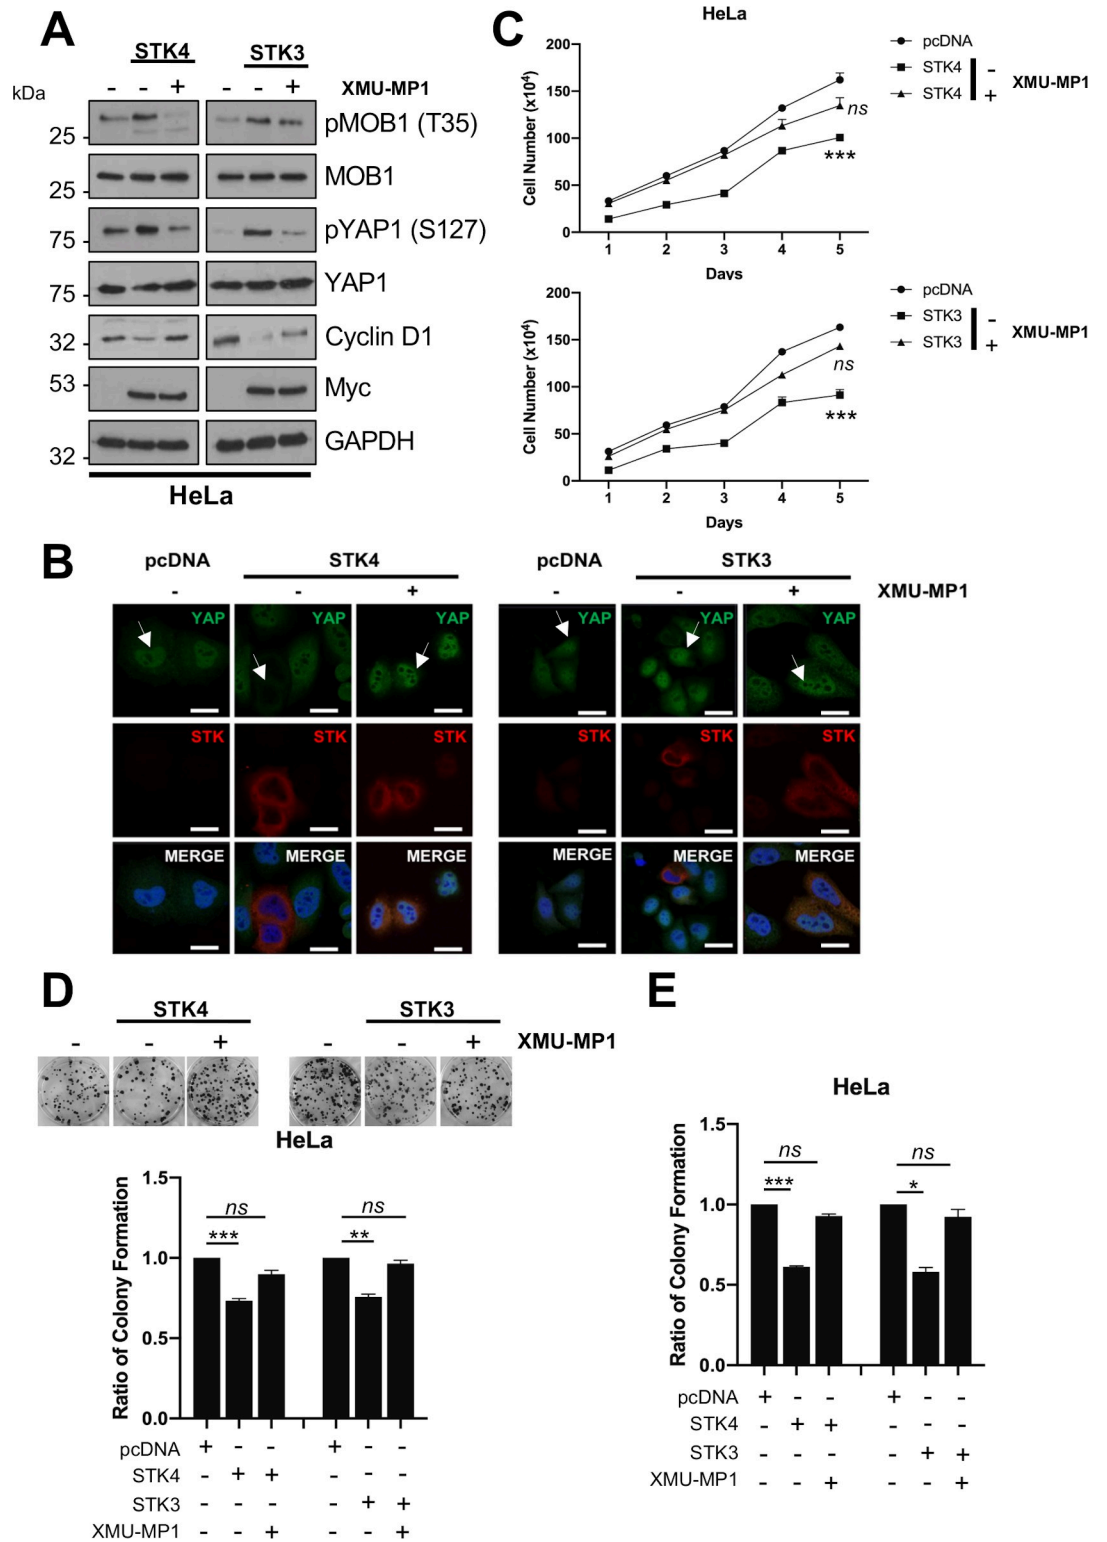 A
STK4 STK3
- - + - - + XMU-MP1
kDa
25 - pMOB1 (T35)
25 - MOB1
75 - pYAP1 (S127)
75 - YAP1
32 - Cyclin D1
53 - Myc
32 - GAPDH
HeLa
C
HeLa
Cell Number (x10⁴)
200
150
100
50
0
1 2 3 4 5
Days
ns
***
pcDNA
STK4 -
STK4 +
XMU-MP1
Cell Number (x10⁴)
200
150
100
50
0
1 2 3 4 5
Days
ns
***
pcDNA
STK3 -
STK3 +
XMU-MP1
B
pcDNA STK4 pcDNA STK3
- - + - - + XMU-MP1
YAP YAP YAP YAP YAP YAP
STK STK STK STK STK STK
MERGE MERGE MERGE MERGE MERGE MERGE
D
STK4 STK3
- - + - - + XMU-MP1
HeLa
Ratio of Colony Formation
1.5
1.0
0.5
0.0
ns ns
*** **
pcDNA + - - + - -
STK4 - + + - - -
STK3 - - - - + +
XMU-MP1 - - + - - +
E
HeLa
Ratio of Colony Formation
1.5
1.0
0.5
0.0
ns ns
*** *
pcDNA + - - + - -
STK4 - + + - - -
STK3 - - - - + +
XMU-MP1 - - + - - +